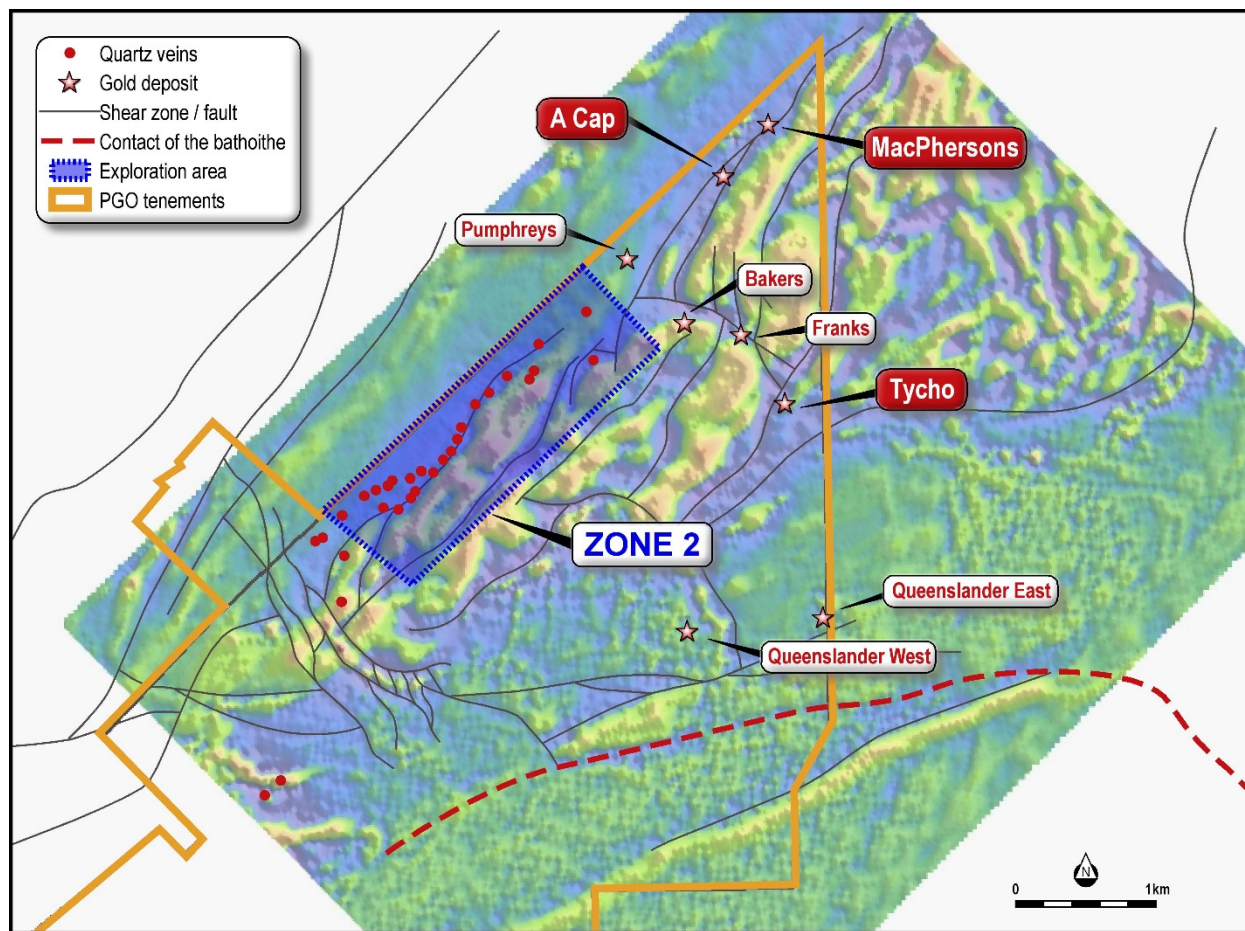 Quartz veins
Gold deposit
Shear zone / fault
Contact of the bathoithe
Exploration area
PGO tenements
A Cap
MacPhersons
Pumphreys
Bakers
Franks
Tycho
ZONE 2
Queenslander East
Queenslander West
N
0 1km